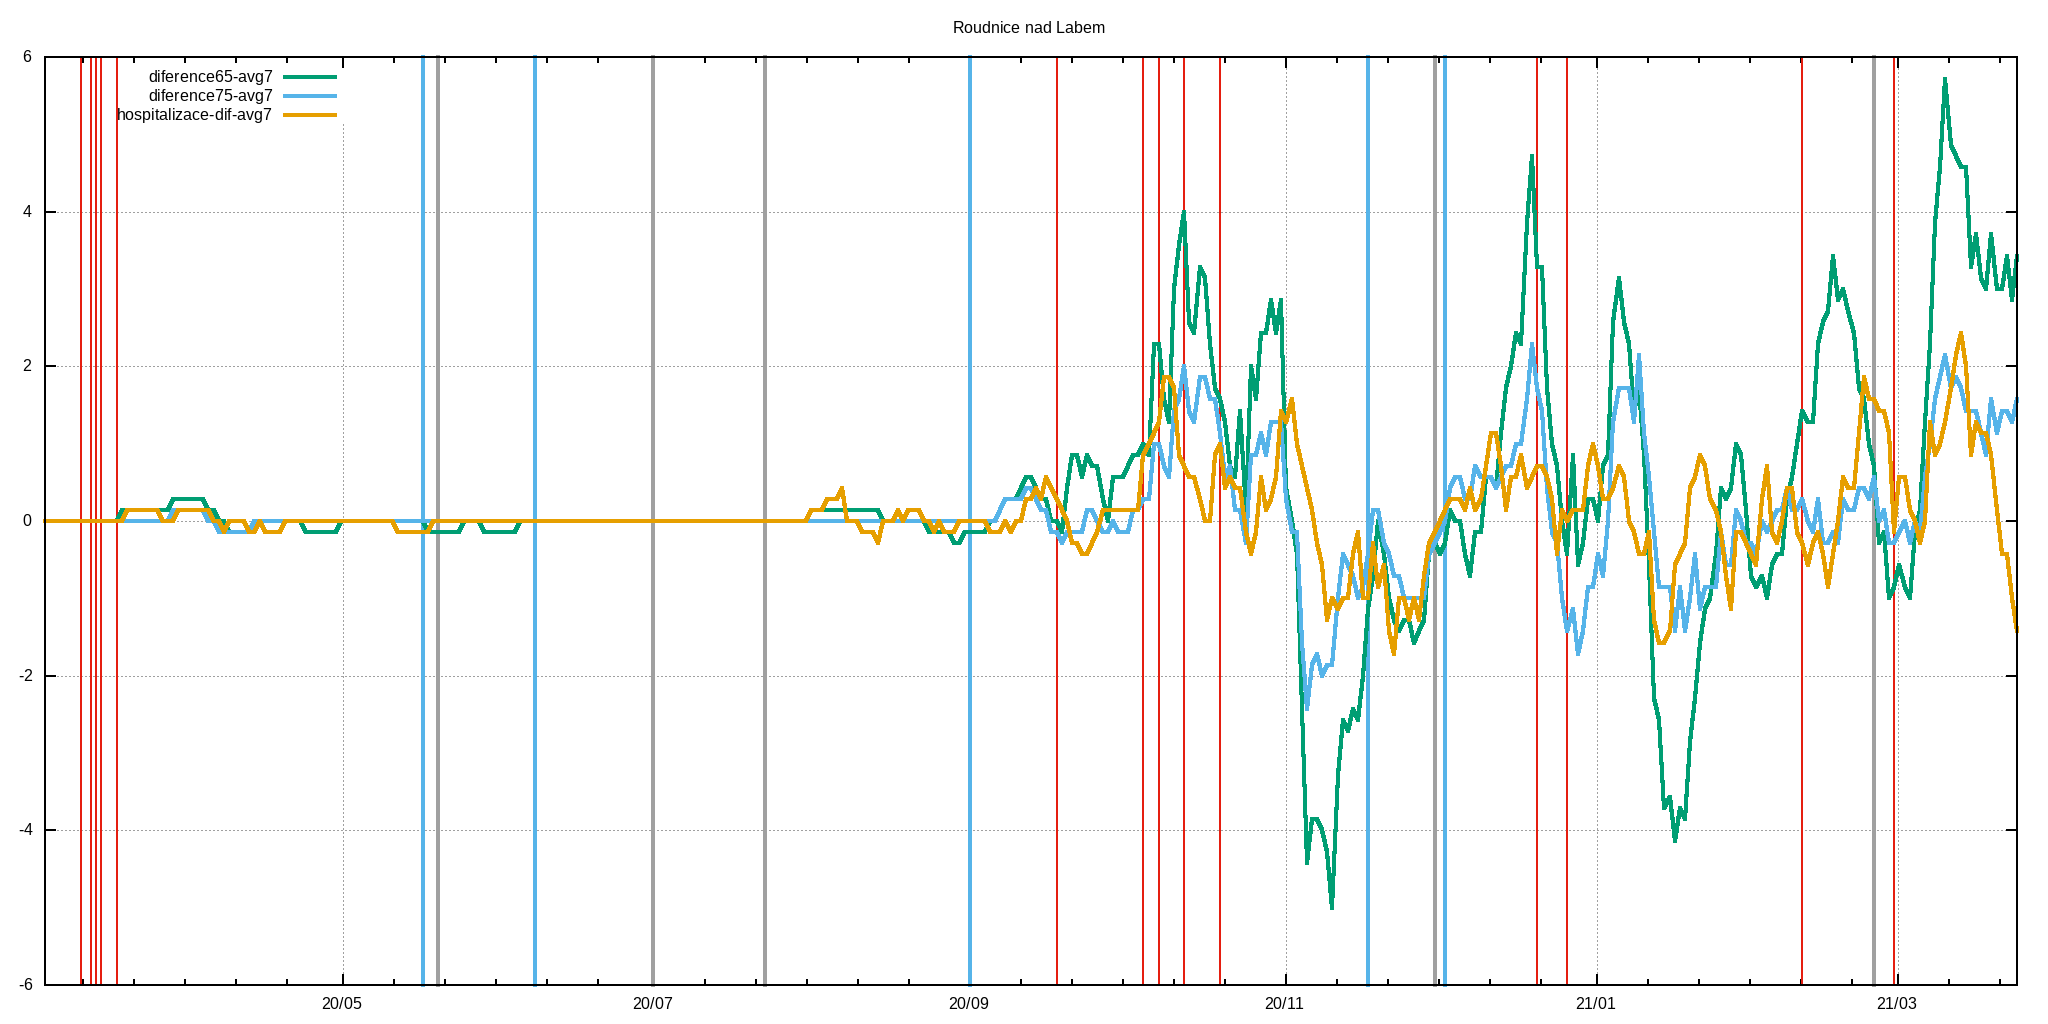 Roudnice nad Labem
6
diference65-avg7
diference75-avg7
hospitalizace-dif-avg7
4
2
0
-2
-4
-6
20/05 20/07 20/09 20/11 21/01 21/03